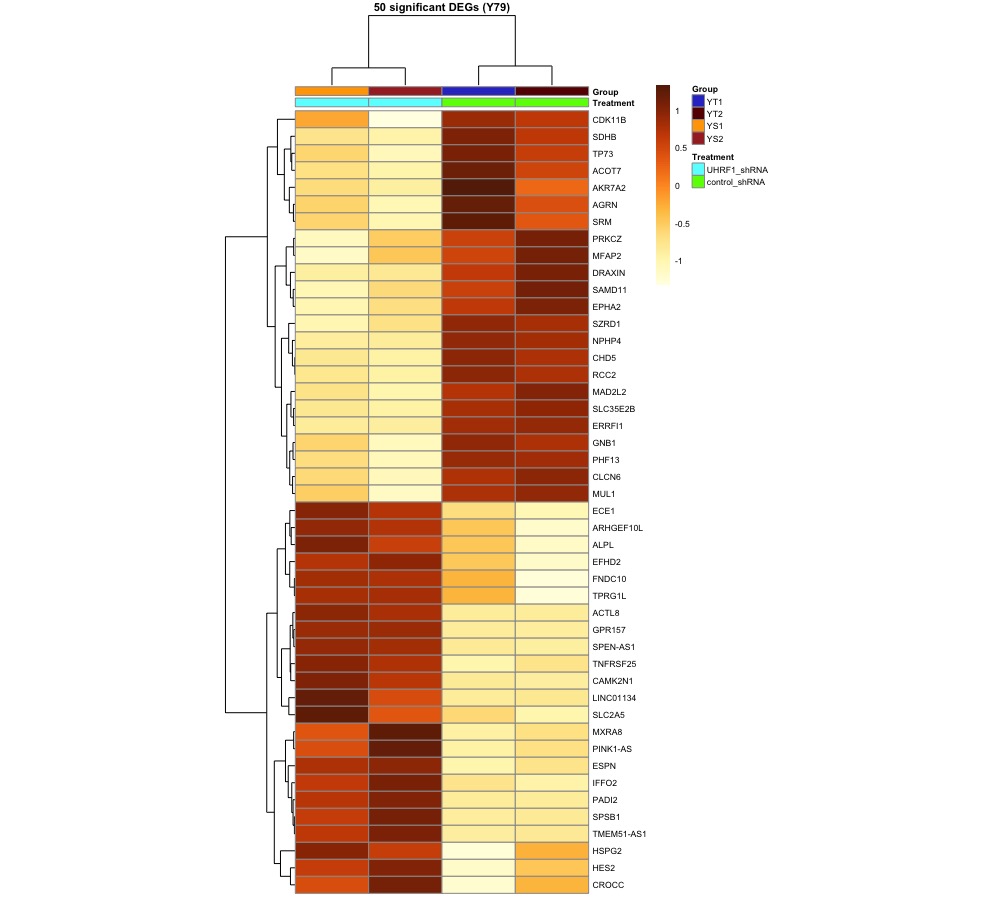 50 significant DEGs (Y79)
Group
Treatment
CDK11B
SDHB
TP73
ACOT7
AKR7A2
AGRN
SRM
PRKCZ
MFAP2
DRAXIN
SAMD11
EPHA2
SZRD1
NPHP4
CHD5
RCC2
MAD2L2
SLC35E2B
ERRFI1
GNB1
PHF13
CLCN6
MUL1
ECE1
ARHGEF10L
ALPL
EFHD2
FNDC10
TPRG1L
ACTL8
GPR157
SPEN-AS1
TNFRSF25
CAMK2N1
LINC01134
SLC2A5
MXRA8
PINK1-AS
ESPN
IFFO2
PADI2
SPSB1
TMEM51-AS1
HSPG2
HES2
CROCC
1
0.5
0
-0.5
-1
Group
YT1
YT2
YS1
YS2
Treatment
UHRF1_shRNA
control_shRNA